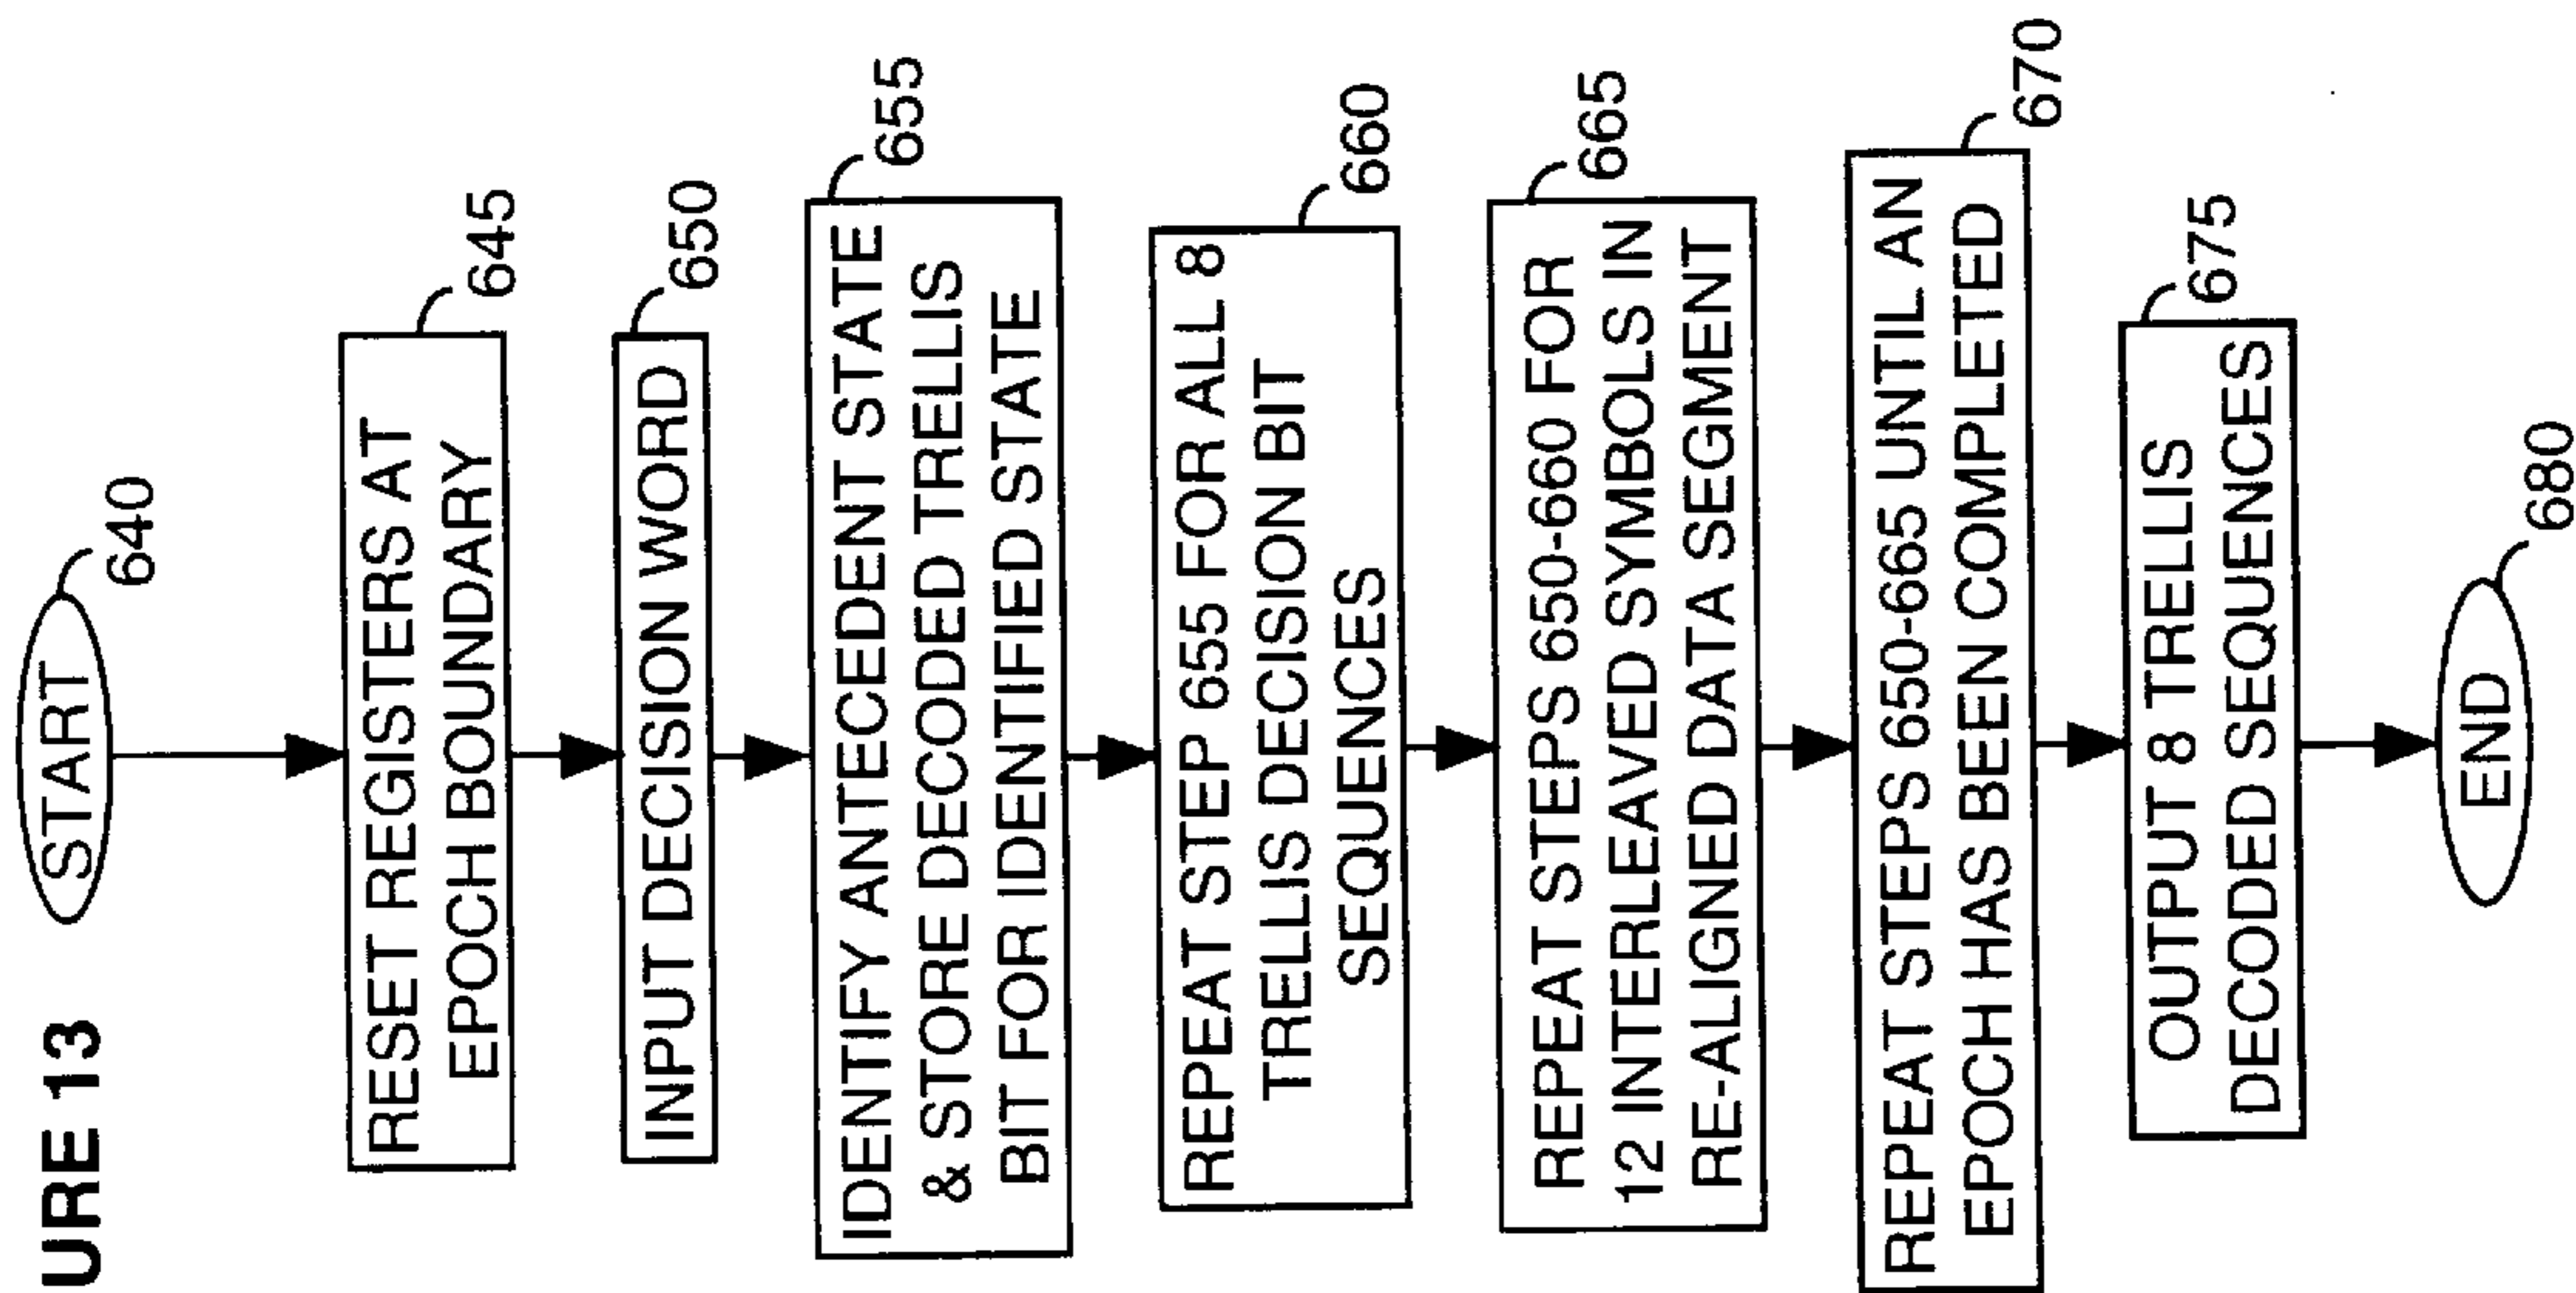 URE 13
START
640
RESET REGISTERS AT
EPOCH BOUNDARY
645
INPUT DECISION WORD
650
IDENTIFY ANTECEDENT STATE
& STORE DECODED TRELLIS
BIT FOR IDENTIFIED STATE
655
REPEAT STEP 655 FOR ALL 8
TRELLIS DECISION BIT
SEQUENCES
660
REPEAT STEPS 650-660 FOR
12 INTERLEAVED SYMBOLS IN
RE-ALIGNED DATA SEGMENT
665
REPEAT STEPS 650-665 UNTIL AN
EPOCH HAS BEEN COMPLETED
670
OUTPUT 8 TRELLIS
DECODED SEQUENCES
675
END
680